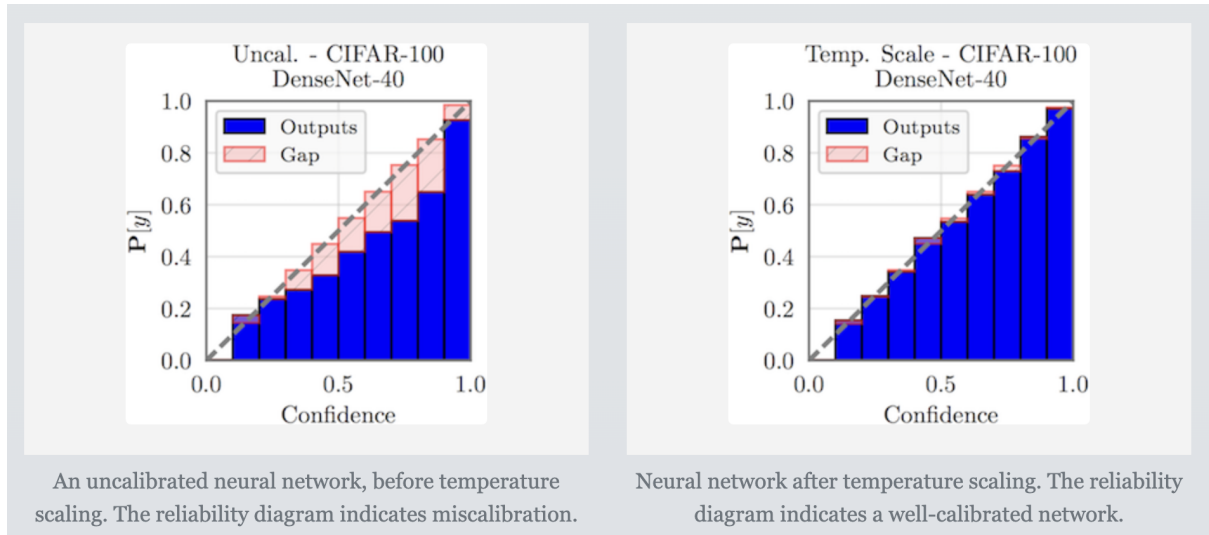 Uncal. - CIFAR-100
DenseNet-40
1.0
0.8
0.6
0.4
0.2
0.0
P[y]
Outputs
Gap
0.0 0.5 1.0
Confidence
An uncalibrated neural network, before temperature
scaling. The reliability diagram indicates miscalibration.
Temp. Scale - CIFAR-100
DenseNet-40
1.0
0.8
0.6
0.4
0.2
0.0
P[y]
Outputs
Gap
0.0 0.5 1.0
Confidence
Neural network after temperature scaling. The reliability
diagram indicates a well-calibrated network.